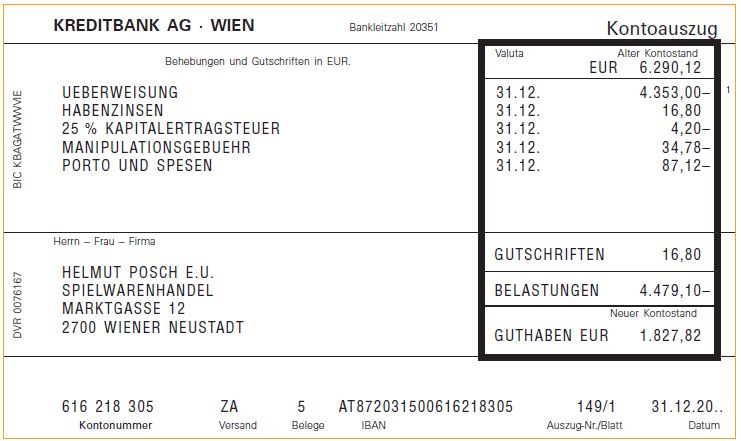 KREDITBANK AG · WIEN Bankleitzahl 20351 Kontoauszug
Behebungen und Gutschriften in EUR. Valuta Alter Kontostand
EUR 6.290,12
UEBERWEISUNG 31.12. 4.353,00– 1
HABENZINSEN 31.12. 16,80
25 % KAPITALERTRAGSTEUER 31.12. 4,20–
MANIPULATIONSGEBUEHR 31.12. 34,78–
PORTO UND SPESEN 31.12. 87,12–
BIC KBAGATWWVIE
Herrn – Frau – Firma
GUTSCHRIFTEN 16,80
HELMUT POSCH E.U.
SPIELWARENHANDEL BELASTUNGEN 4.479,10–
MARKTGASSE 12 Neuer Kontostand
2700 WIENER NEUSTADT GUTHABEN EUR 1.827,82
DVR 0076167
616 218 305 ZA 5 AT872031500616218305 149/1 31.12.20..
Kontonummer Versand Belege IBAN Auszug-Nr./Blatt Datum